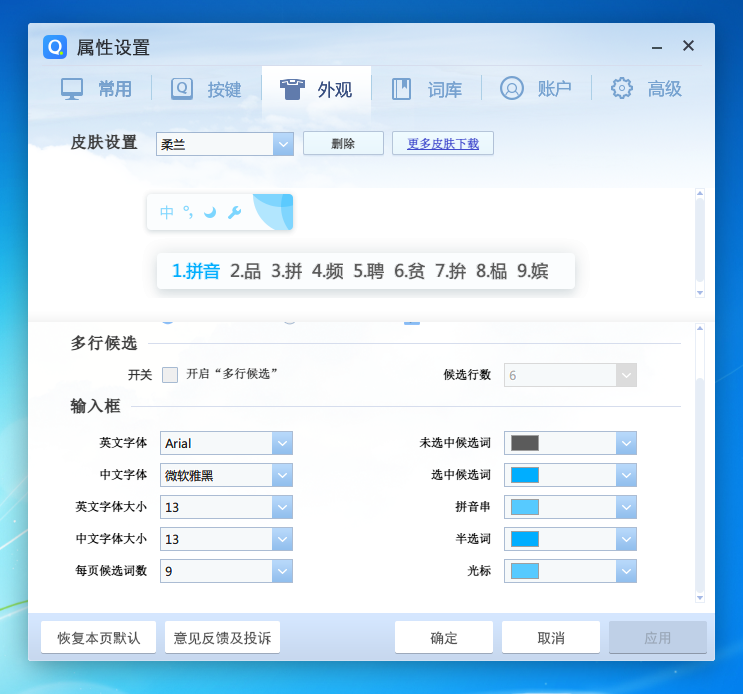 属性设置
常用 按键 外观 词库 账户 高级
皮肤设置 柔兰 删除 更多皮肤下载
中 °,
1.拼音 2.品 3.拼 4.频 5.聘 6.贫 7.拚 8.榀 9.嫔
多行候选
开关 开启“多行候选” 候选行数 6
输入框
英文字体 Arial 未选中候选词
中文字体 微软雅黑 选中候选词
英文字体大小 13 拼音串
中文字体大小 13 半选词
每页候选词数 9 光标
恢复本页默认 意见反馈及投诉 确定 取消 应用